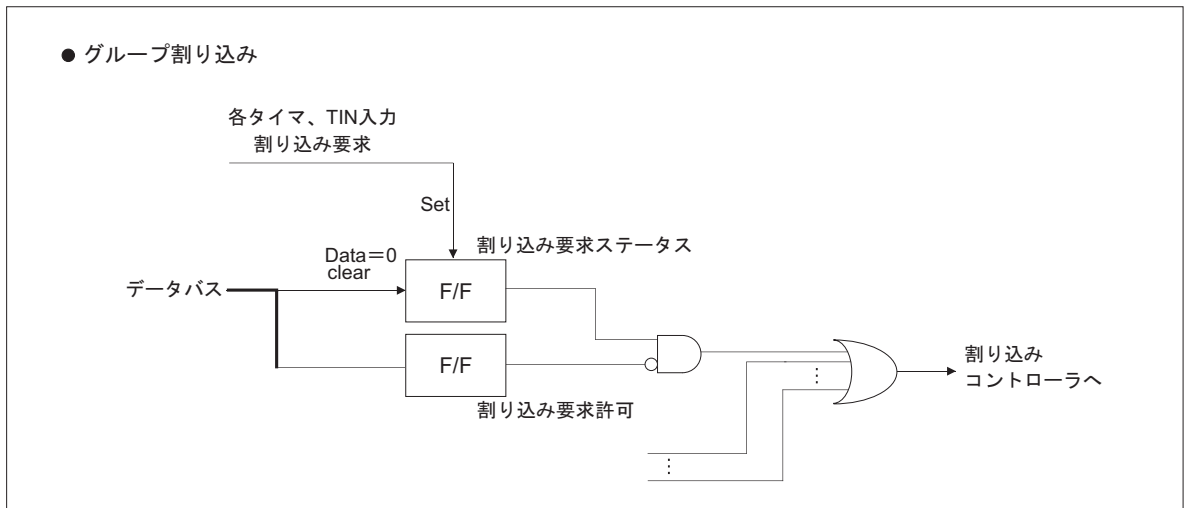 ● グループ割り込み
各タイマ、TIN入力
割り込み要求
Set
割り込み要求ステータス
Data＝0
clear
データバス
F/F
F/F
割り込み要求許可
割り込み
コントローラへ